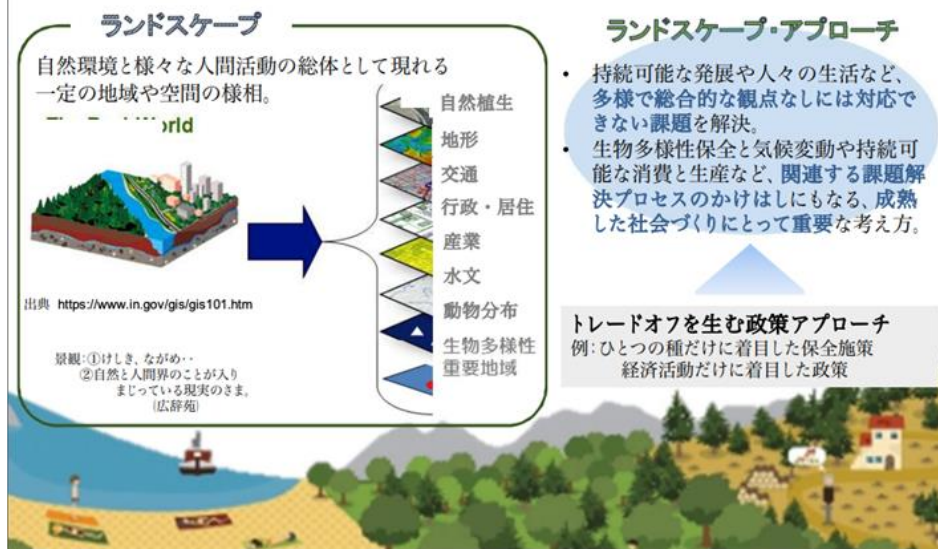 ランドスケープ
自然環境と様々な人間活動の総体として現れる
一定の地域や空間の様相。
World
自然植生
地形
交通
行政・居住
産業
水文
動物分布
生物多様性
重要地域
出典 https://www.in.gov/gis/gis101.htm
景観:①けしき、ながめ‥
②自然と人間界のことが入り
まじっている現実のさま。
(広辞苑)
ランドスケープ・アプローチ
• 持続可能な発展や人々の生活など、
多様で総合的な観点なしには対応で
きない課題を解決。
• 生物多様性保全と気候変動や持続可
能な消費と生産など、関連する課題解
決プロセスのかけはしにもなる、成熟
した社会づくりにとって重要な考え方。
トレードオフを生む政策アプローチ
例:ひとつの種だけに着目した保全施策
経済活動だけに着目した政策